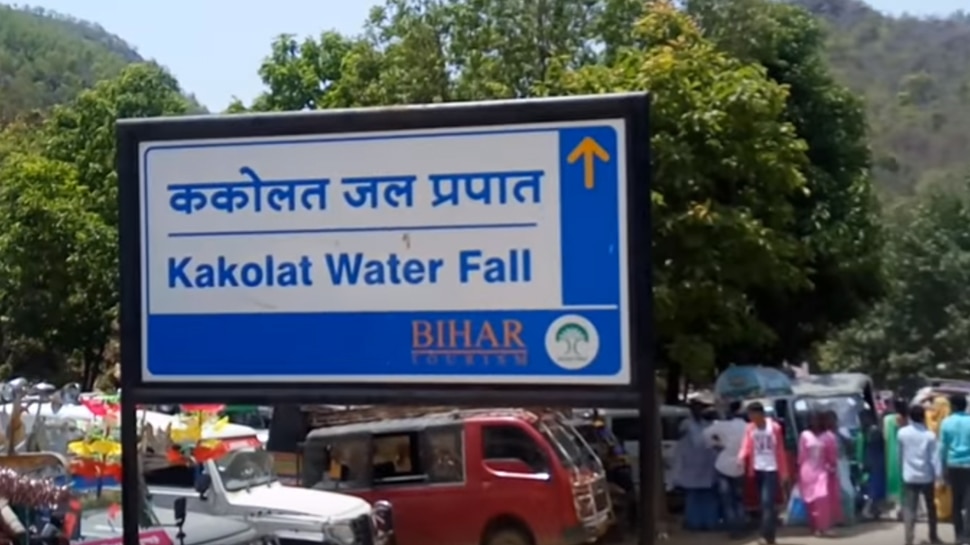 ककोलत जल प्रपात
Kakolat Water Fall
BIHAR
TOURISM